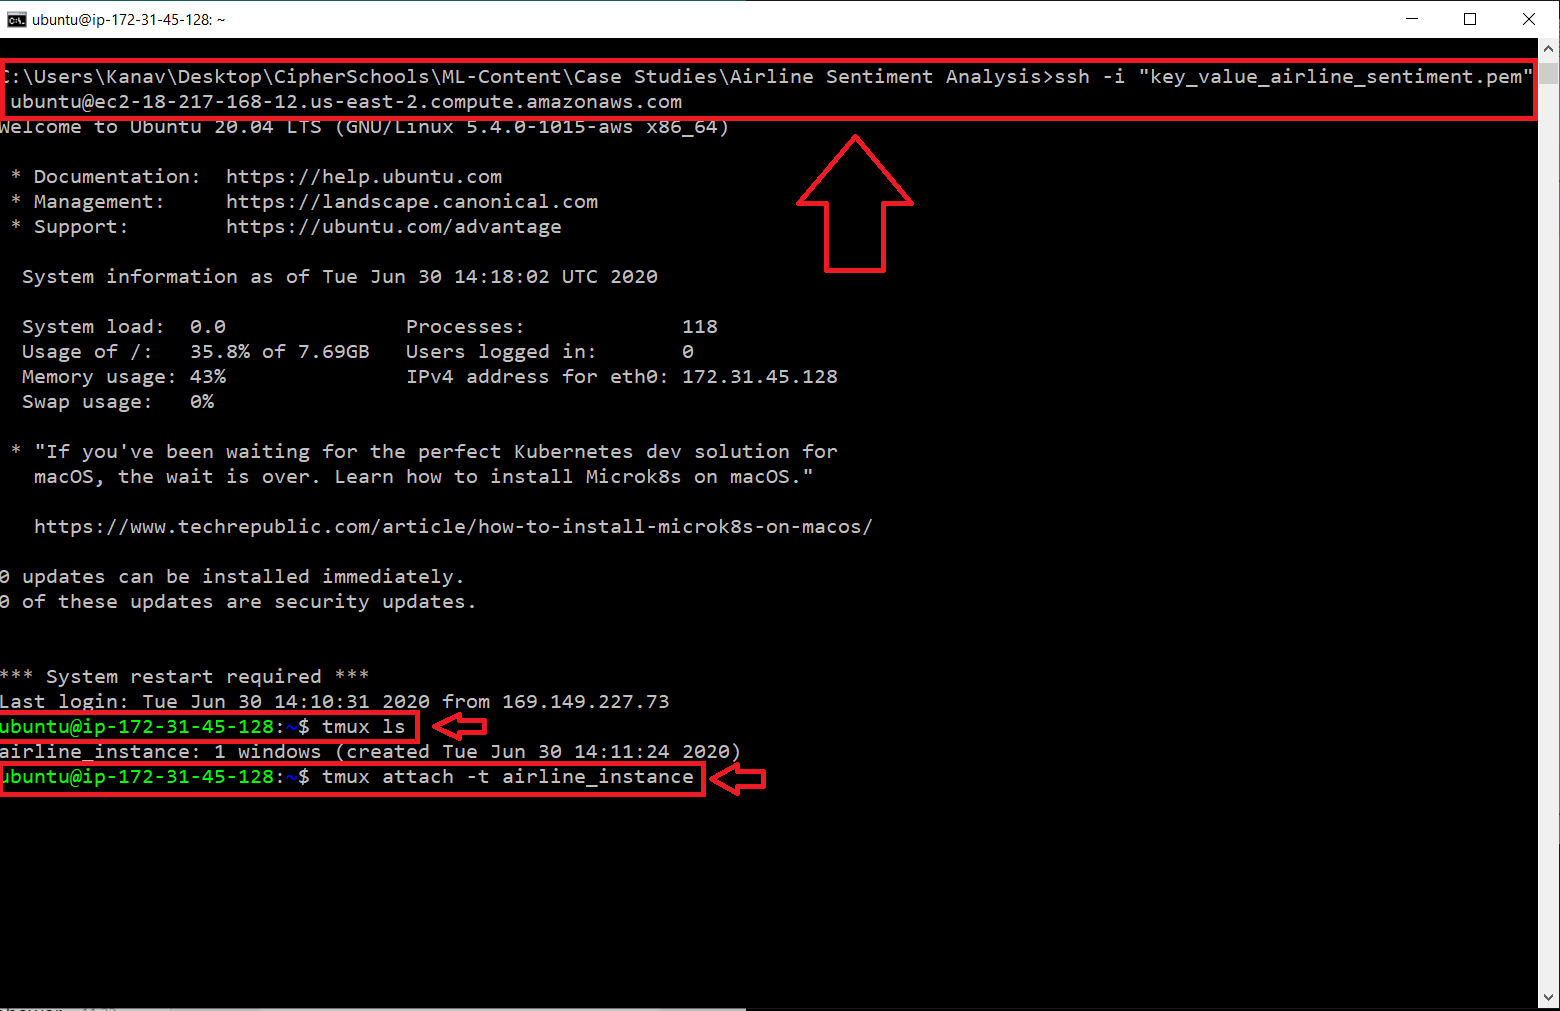 ubuntu@ip-172-31-45-128: ~
C:\Users\Kanav\Desktop\CipherSchools\ML-Content\Case Studies\Airline Sentiment Analysis>ssh -i "key_value_airline_sentiment.pem"
ubuntu@ec2-18-217-168-12.us-east-2.compute.amazonaws.com
Welcome to Ubuntu 20.04 LTS (GNU/Linux 5.4.0-1015-aws x86_64)
* Documentation: https://help.ubuntu.com
* Management: https://landscape.canonical.com
* Support: https://ubuntu.com/advantage
System information as of Tue Jun 30 14:18:02 UTC 2020
System load: 0.0 Processes: 118
Usage of /: 35.8% of 7.69GB Users logged in: 0
Memory usage: 43% IPv4 address for eth0: 172.31.45.128
Swap usage: 0%
* "If you've been waiting for the perfect Kubernetes dev solution for
macOS, the wait is over. Learn how to install Microk8s on macOS."
https://www.techrepublic.com/article/how-to-install-microk8s-on-macos/
0 updates can be installed immediately.
0 of these updates are security updates.
*** System restart required ***
Last login: Tue Jun 30 14:10:31 2020 from 169.149.227.73
ubuntu@ip-172-31-45-128:~$ tmux ls
airline_instance: 1 windows (created Tue Jun 30 14:11:24 2020)
ubuntu@ip-172-31-45-128:~$ tmux attach -t airline_instance